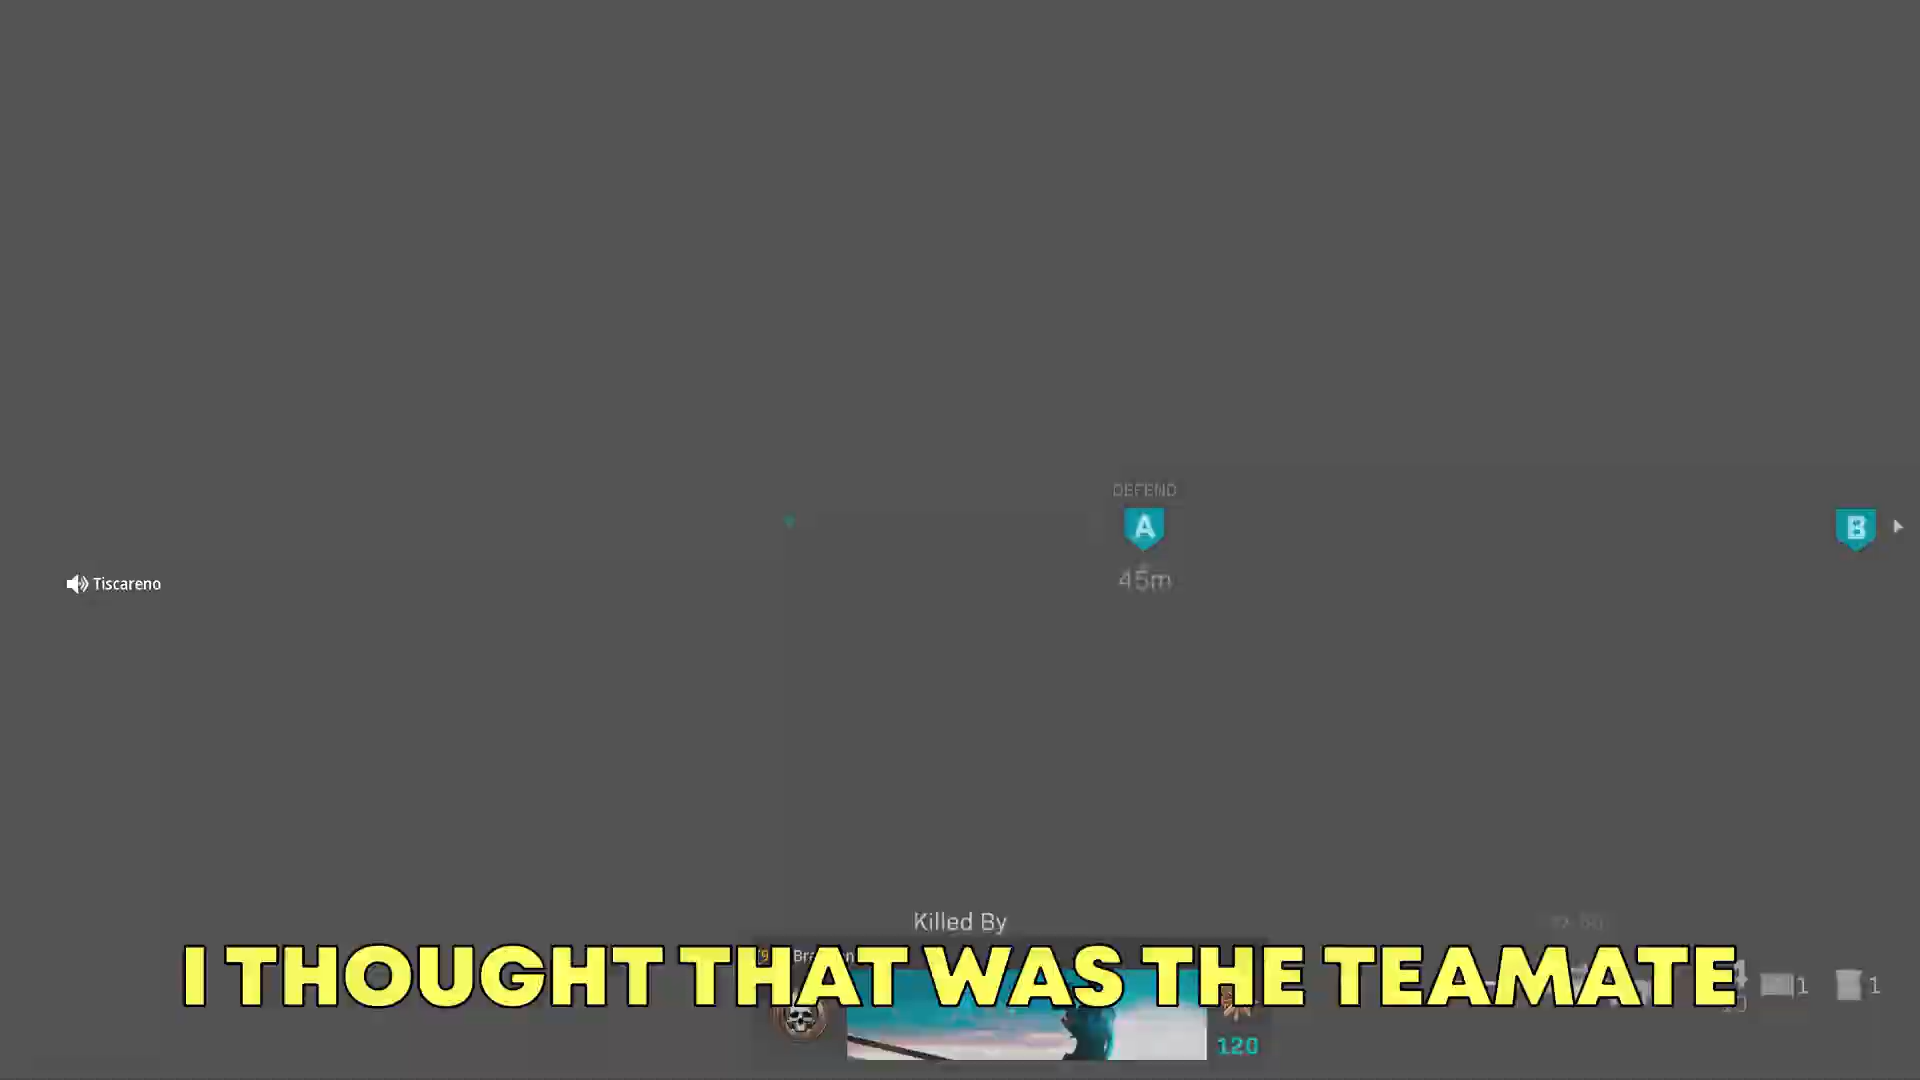 DEFEND
A
B
45m
Tiscareno
Killed By
I THOUGHT THAT WAS THE TEAMATE
1
1
120